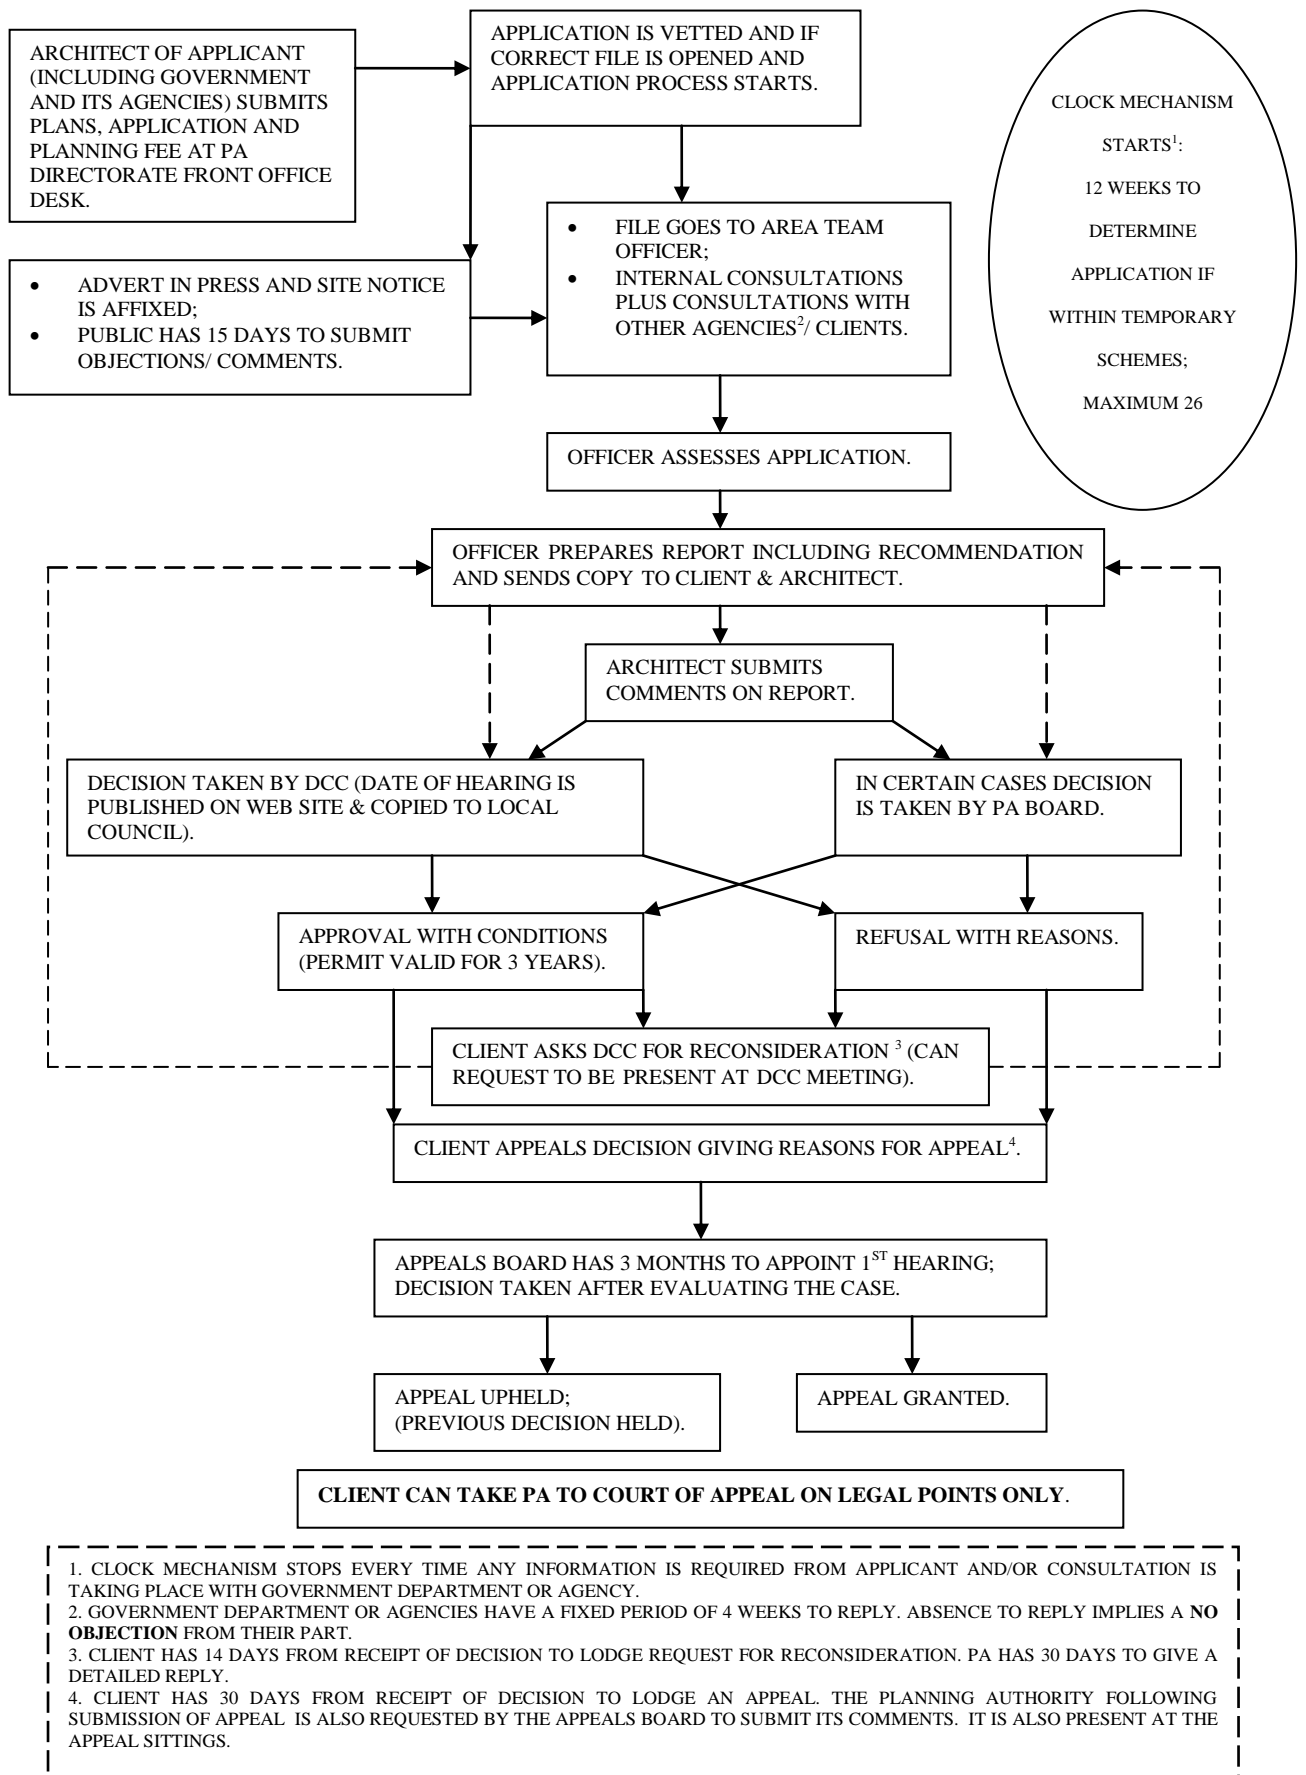 ARCHITECT OF APPLICANT
(INCLUDING GOVERNMENT
AND ITS AGENCIES) SUBMITS
PLANS, APPLICATION AND
PLANNING FEE AT PA
DIRECTORATE FRONT OFFICE
DESK.
APPLICATION IS VETTED AND IF
CORRECT FILE IS OPENED AND
APPLICATION PROCESS STARTS.
CLOCK MECHANISM
STARTS¹:
12 WEEKS TO
DETERMINE
APPLICATION IF
WITHIN TEMPORARY
SCHEMES;
MAXIMUM 26
• ADVERT IN PRESS AND SITE NOTICE
IS AFFIXED;
• PUBLIC HAS 15 DAYS TO SUBMIT
OBJECTIONS/ COMMENTS.
• FILE GOES TO AREA TEAM
OFFICER;
• INTERNAL CONSULTATIONS
PLUS CONSULTATIONS WITH
OTHER AGENCIES²/ CLIENTS.
OFFICER ASSESSES APPLICATION.
OFFICER PREPARES REPORT INCLUDING RECOMMENDATION
AND SENDS COPY TO CLIENT & ARCHITECT.
ARCHITECT SUBMITS
COMMENTS ON REPORT.
DECISION TAKEN BY DCC (DATE OF HEARING IS
PUBLISHED ON WEB SITE & COPIED TO LOCAL
COUNCIL).
IN CERTAIN CASES DECISION
IS TAKEN BY PA BOARD.
APPROVAL WITH CONDITIONS
(PERMIT VALID FOR 3 YEARS).
REFUSAL WITH REASONS.
CLIENT ASKS DCC FOR RECONSIDERATION ³ (CAN
REQUEST TO BE PRESENT AT DCC MEETING).
CLIENT APPEALS DECISION GIVING REASONS FOR APPEAL⁴.
APPEALS BOARD HAS 3 MONTHS TO APPOINT 1ST HEARING;
DECISION TAKEN AFTER EVALUATING THE CASE.
APPEAL UPHELD;
(PREVIOUS DECISION HELD).
APPEAL GRANTED.
CLIENT CAN TAKE PA TO COURT OF APPEAL ON LEGAL POINTS ONLY.
1. CLOCK MECHANISM STOPS EVERY TIME ANY INFORMATION IS REQUIRED FROM APPLICANT AND/OR CONSULTATION IS
TAKING PLACE WITH GOVERNMENT DEPARTMENT OR AGENCY.
2. GOVERNMENT DEPARTMENT OR AGENCIES HAVE A FIXED PERIOD OF 4 WEEKS TO REPLY. ABSENCE TO REPLY IMPLIES A NO
OBJECTION FROM THEIR PART.
3. CLIENT HAS 14 DAYS FROM RECEIPT OF DECISION TO LODGE REQUEST FOR RECONSIDERATION. PA HAS 30 DAYS TO GIVE A
DETAILED REPLY.
4. CLIENT HAS 30 DAYS FROM RECEIPT OF DECISION TO LODGE AN APPEAL. THE PLANNING AUTHORITY FOLLOWING
SUBMISSION OF APPEAL IS ALSO REQUESTED BY THE APPEALS BOARD TO SUBMIT ITS COMMENTS. IT IS ALSO PRESENT AT THE
APPEAL SITTINGS.